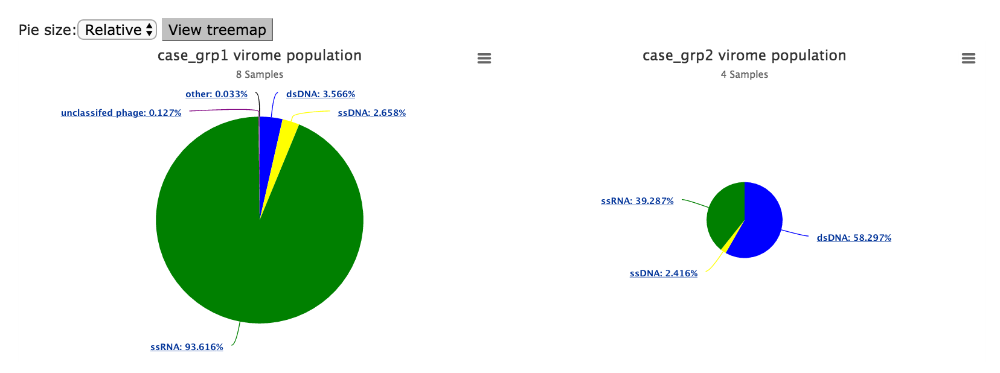 Pie size: Relative View treemap
case_grp1 virome population
8 Samples
other: 0.033%
dsDNA: 3.566%
unclassifed phage: 0.127%
ssDNA: 2.658%
ssRNA: 93.616%
case_grp2 virome population
4 Samples
ssRNA: 39.287%
dsDNA: 58.297%
ssDNA: 2.416%